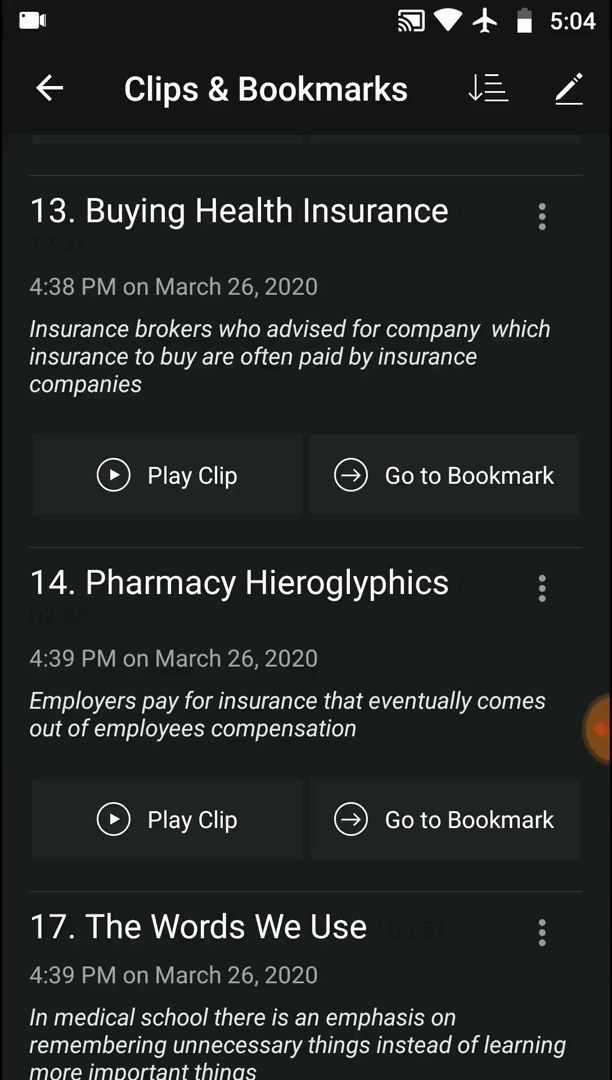 5:04
Clips & Bookmarks
13. Buying Health Insurance
4:38 PM on March 26, 2020
Insurance brokers who advised for company  which
insurance to buy are often paid by insurance
companies
Play Clip
Go to Bookmark
14. Pharmacy Hieroglyphics
4:39 PM on March 26, 2020
Employers pay for insurance that eventually comes
out of employees compensation
Play Clip
Go to Bookmark
17. The Words We Use
4:39 PM on March 26, 2020
In medical school there is an emphasis on
remembering unnecessary things instead of learning
more important things